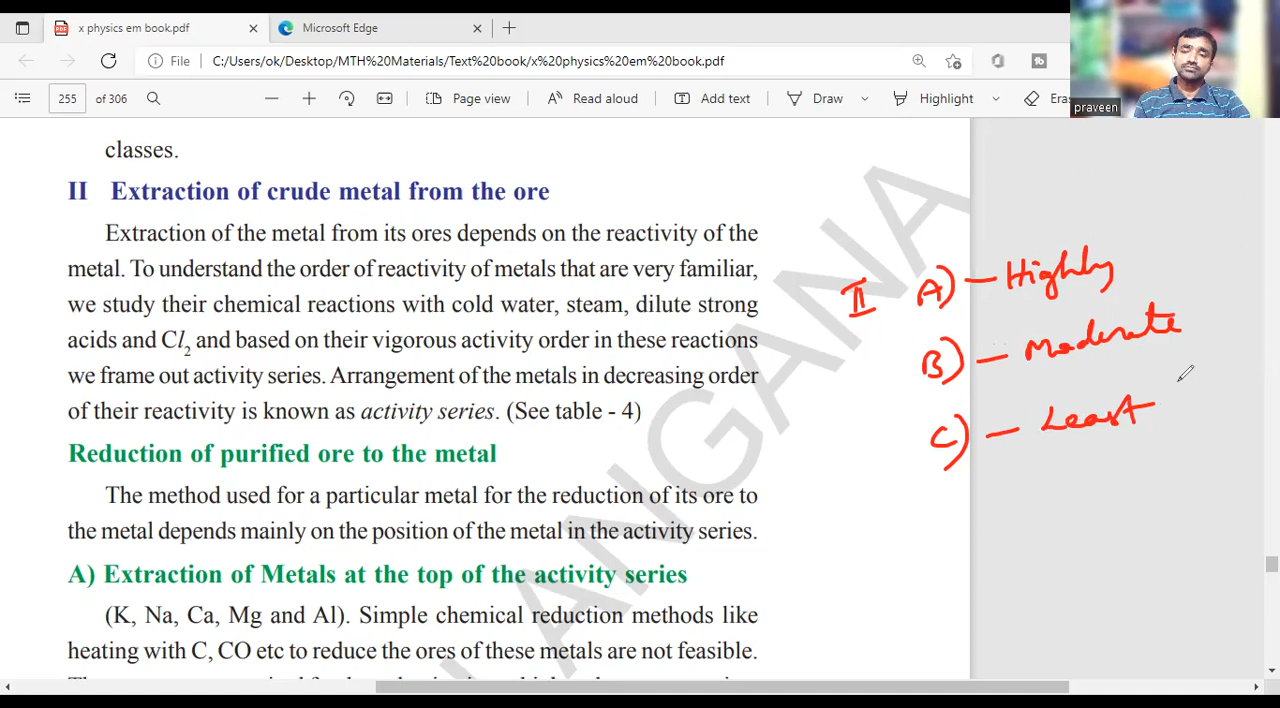 x physics em book.pdf
Microsoft Edge
File
C:/Users/ok/Desktop/MTH%20Materials/Text%20book/x%20physics%20em%20book.pdf
255 of 306
Page view
Read aloud
Add text
Draw
Highlight
Eras
praveen
classes.
II Extraction of crude metal from the ore
Extraction of the metal from its ores depends on the reactivity of the
metal. To understand the order of reactivity of metals that are very familiar,
we study their chemical reactions with cold water, steam, dilute strong
acids and Cl2 and based on their vigorous activity order in these reactions
we frame out activity series. Arrangement of the metals in decreasing order
of their reactivity is known as activity series. (See table - 4)
Reduction of purified ore to the metal
The method used for a particular metal for the reduction of its ore to
the metal depends mainly on the position of the metal in the activity series.
A) Extraction of Metals at the top of the activity series
(K, Na, Ca, Mg and Al). Simple chemical reduction methods like
heating with C, CO etc to reduce the ores of these metals are not feasible.
II A) — Highly
B) — Moderate
C) — Least
LANGANA